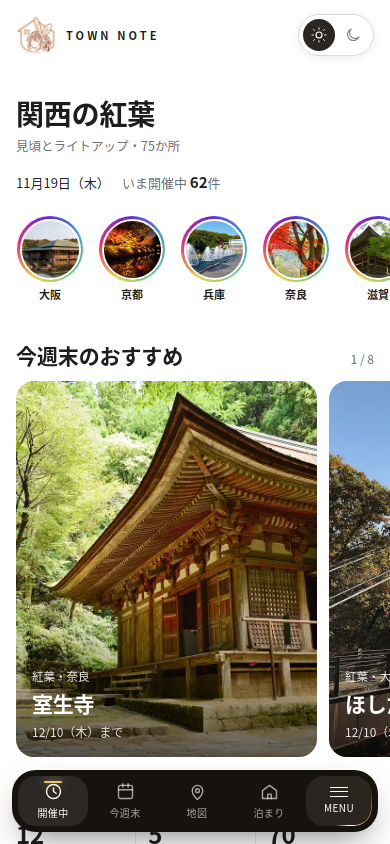 TOWN NOTE
関西の紅葉
見頃とライトアップ・75か所
11月19日（木） いま開催中 62件
大阪 京都 兵庫 奈良 滋賀
今週末のおすすめ 1 / 8
紅葉・奈良
室生寺
12/10（木）まで
紅葉・大
ほし
12/10（
12 5 70
開催中 今週末 地図 泊まり MENU